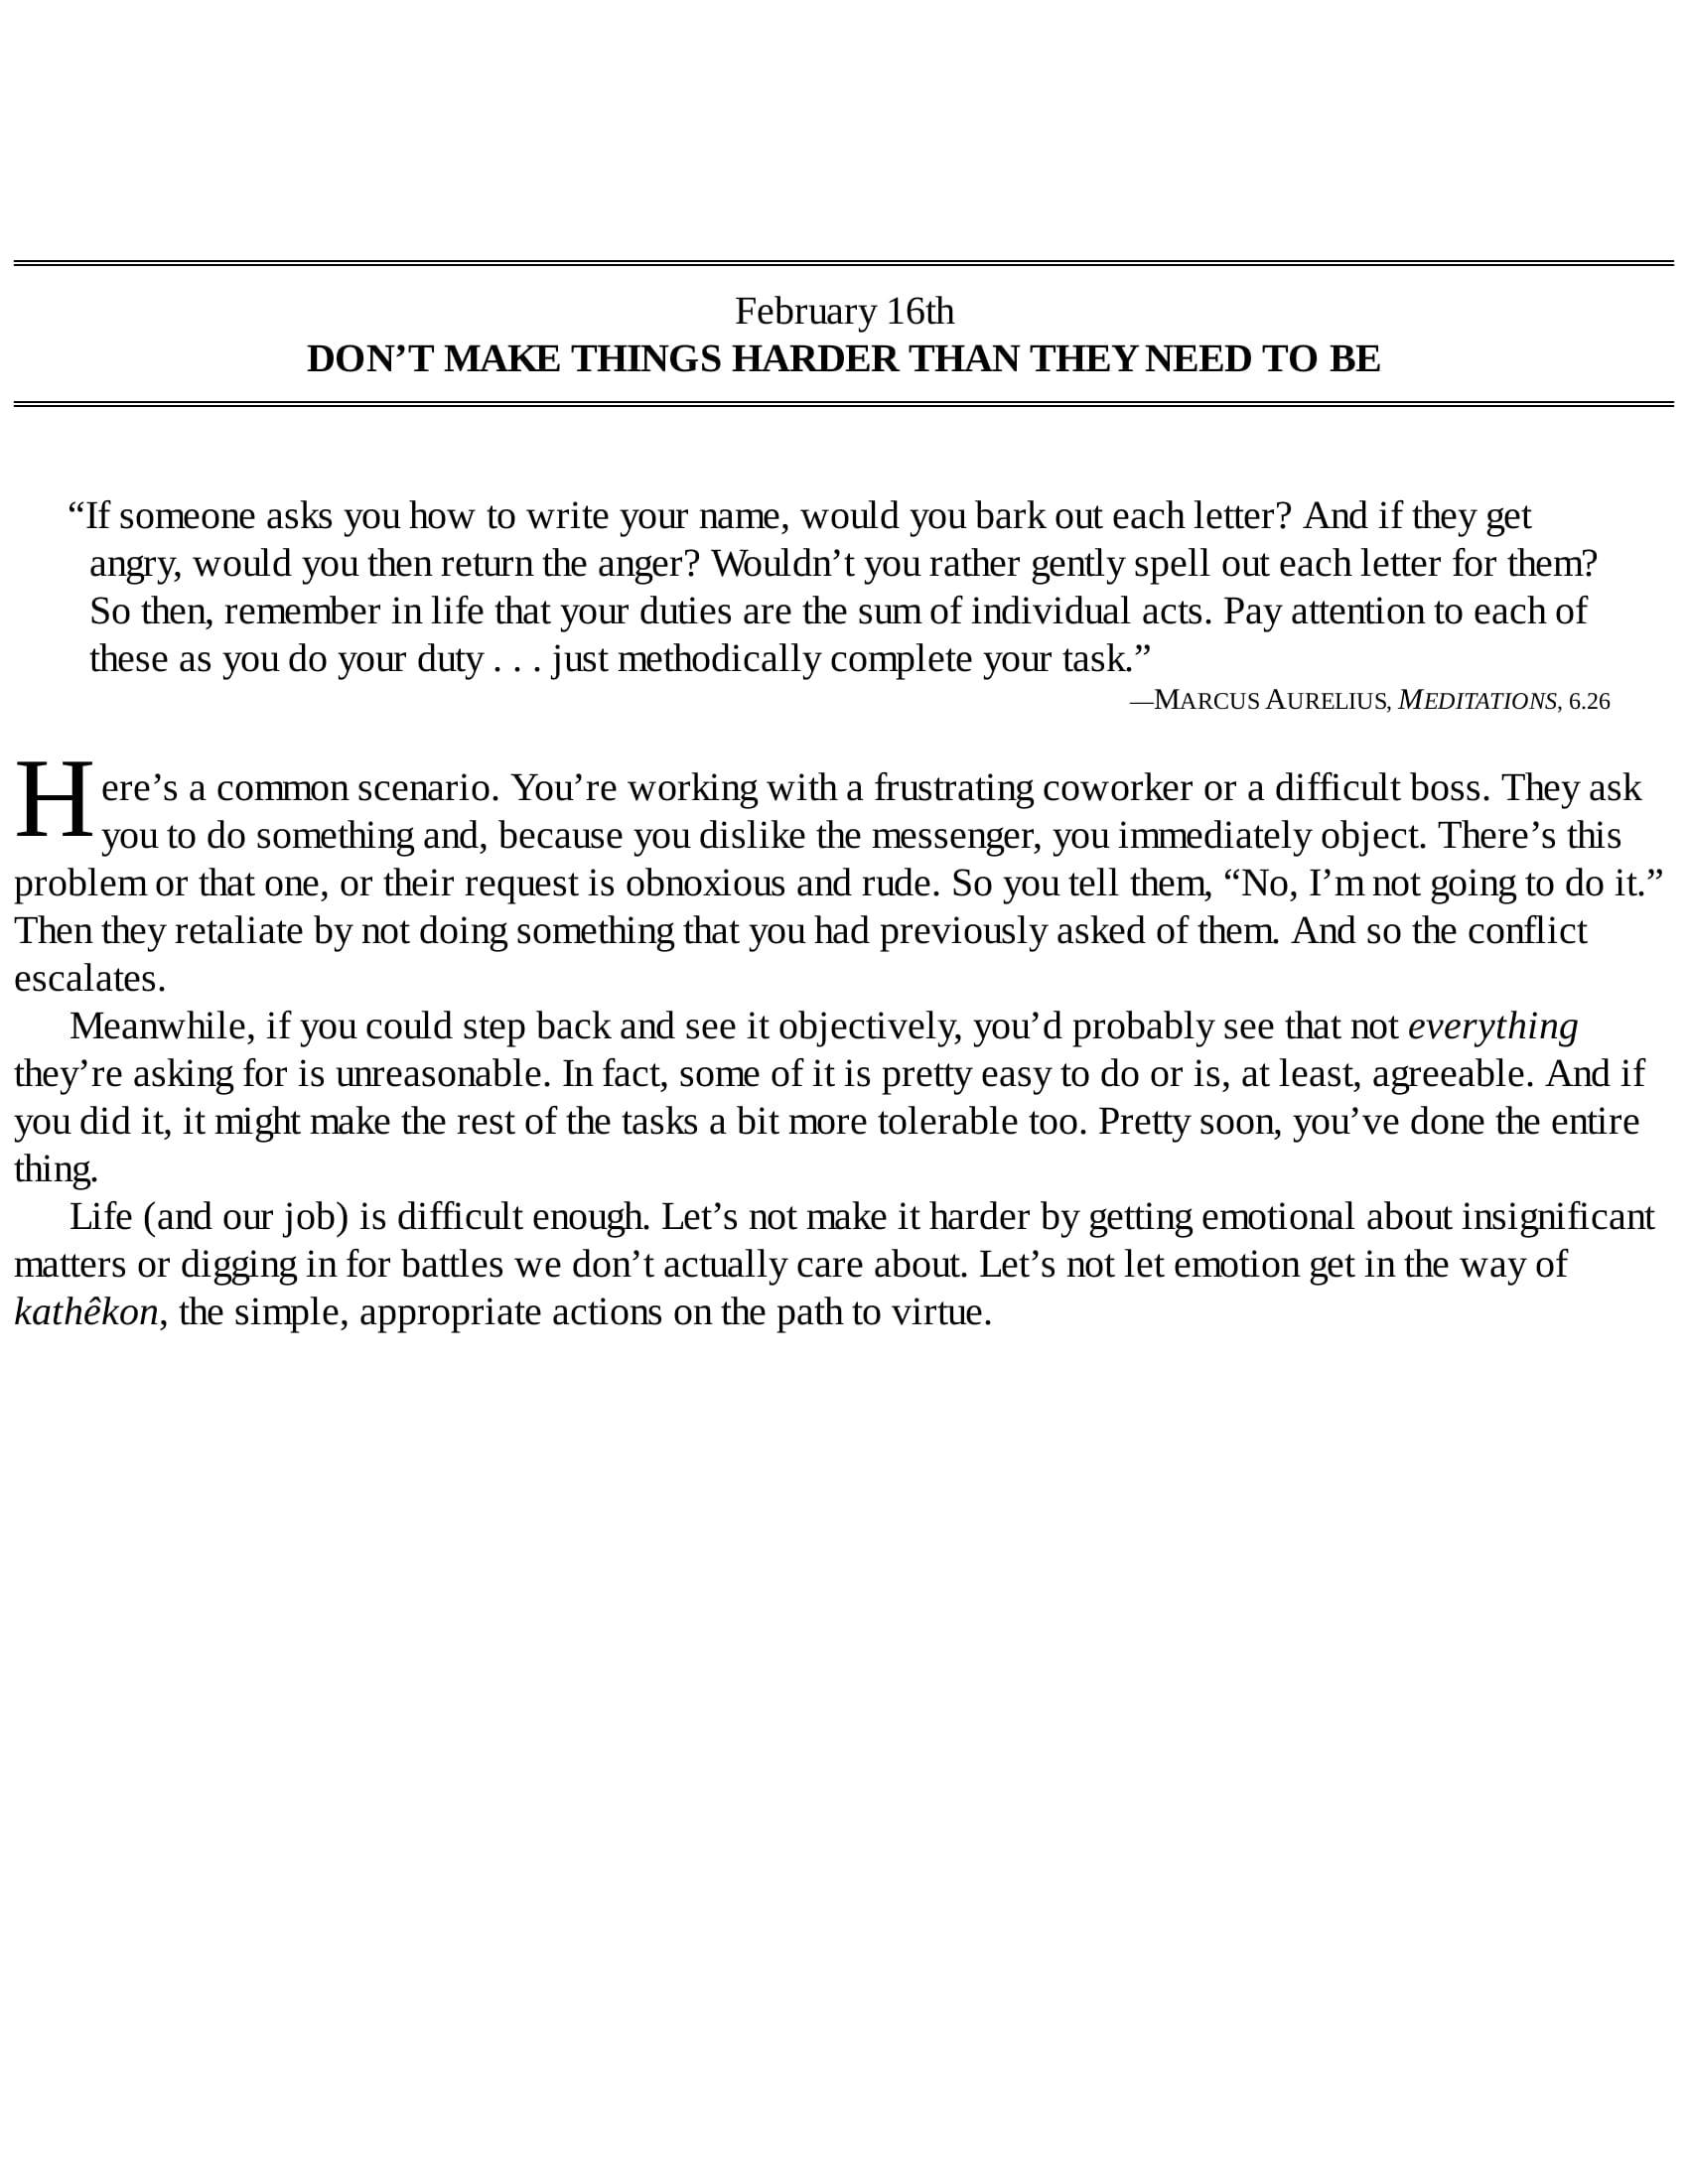 February 16th
DON’T MAKE THINGS HARDER THAN THEY NEED TO BE
“If someone asks you how to write your name, would you bark out each letter? And if they get
angry, would you then return the anger? Wouldn’t you rather gently spell out each letter for them?
So then, remember in life that your duties are the sum of individual acts. Pay attention to each of
these as you do your duty . . . just methodically complete your task.”
—MARCUS AURELIUS, MEDITATIONS, 6.26
Here’s a common scenario. You’re working with a frustrating coworker or a difficult boss. They ask
you to do something and, because you dislike the messenger, you immediately object. There’s this
problem or that one, or their request is obnoxious and rude. So you tell them, “No, I’m not going to do it.”
Then they retaliate by not doing something that you had previously asked of them. And so the conflict
escalates.
Meanwhile, if you could step back and see it objectively, you’d probably see that not everything
they’re asking for is unreasonable. In fact, some of it is pretty easy to do or is, at least, agreeable. And if
you did it, it might make the rest of the tasks a bit more tolerable too. Pretty soon, you’ve done the entire
thing.
Life (and our job) is difficult enough. Let’s not make it harder by getting emotional about insignificant
matters or digging in for battles we don’t actually care about. Let’s not let emotion get in the way of
kathêkon, the simple, appropriate actions on the path to virtue.